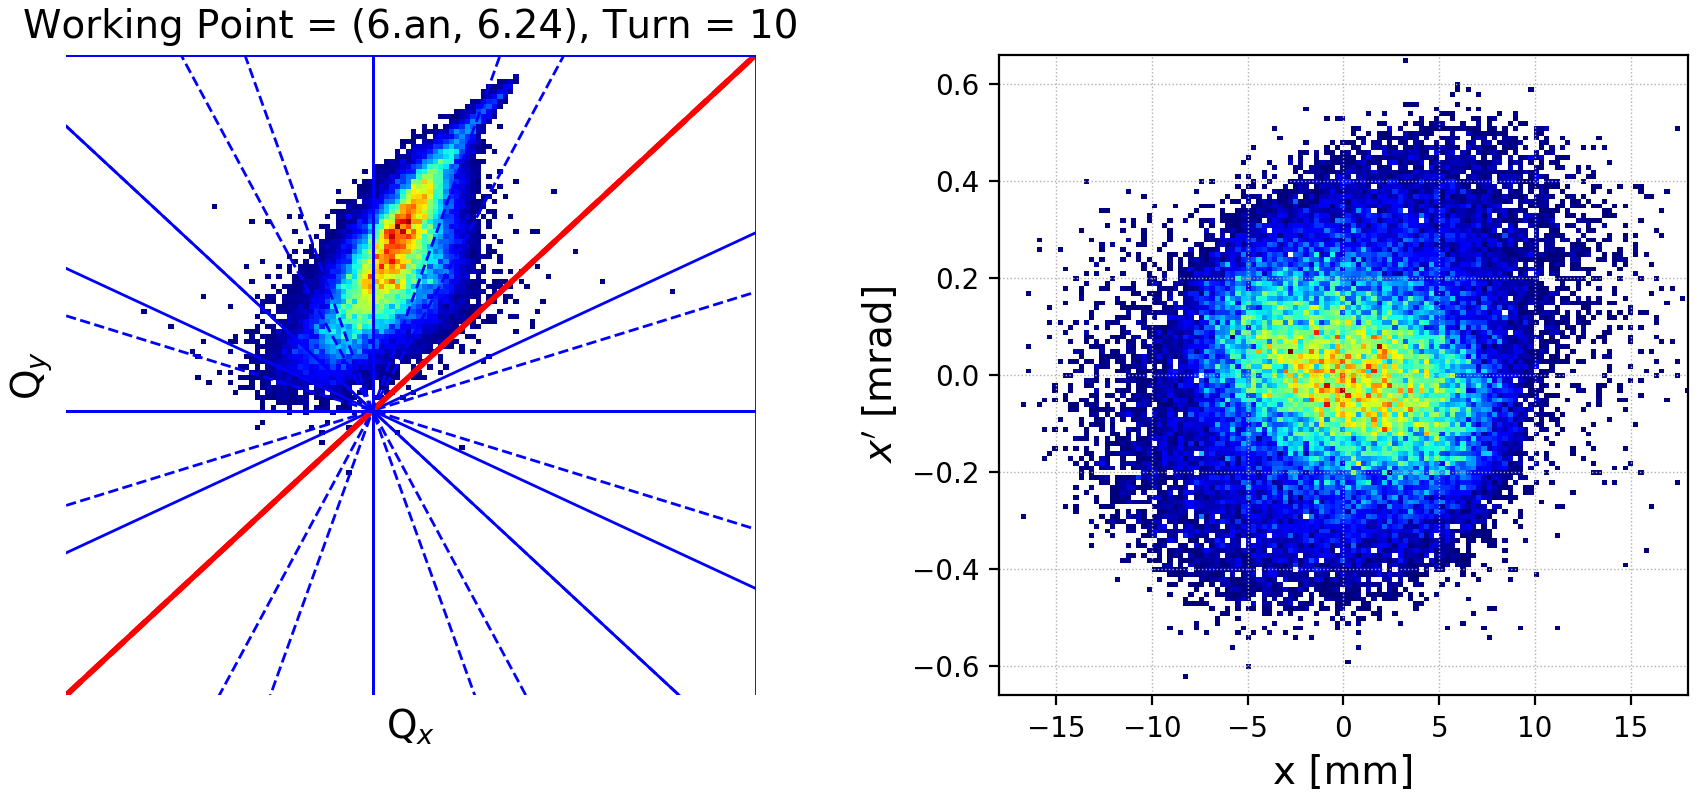 Working Point = (6.an, 6.24), Turn = 10
Q_y
Q_x
0.6
0.4
0.2
0.0
−0.2
−0.4
−0.6
x′ [mrad]
−15 −10 −5 0 5 10 15
x [mm]